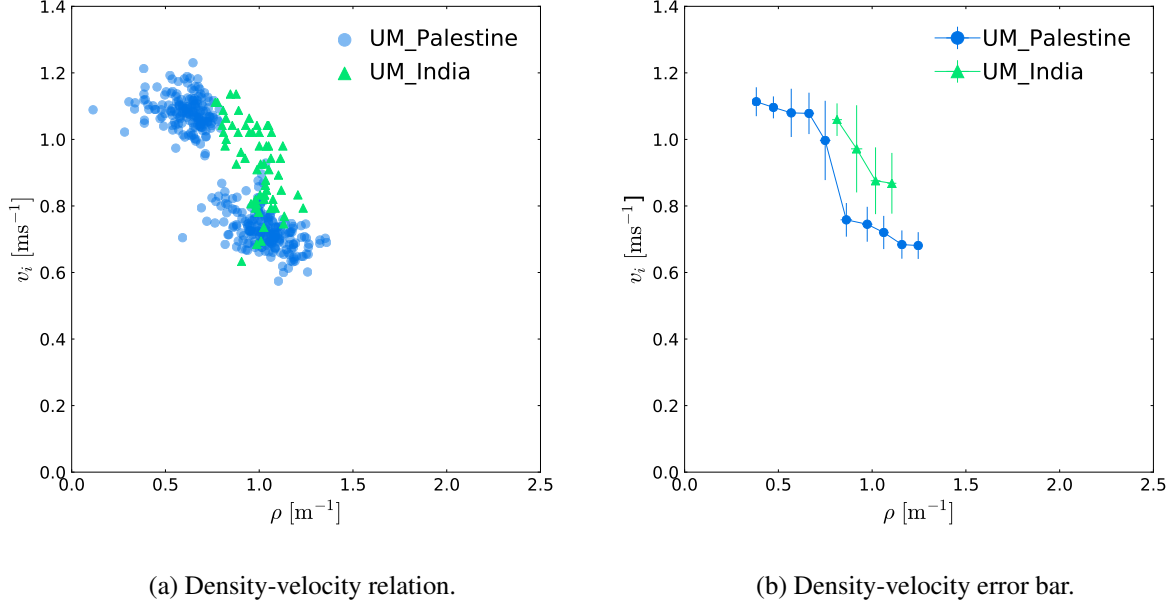 1.4
1.2
1.0
0.8
0.6
0.4
0.2
0.0
0.0 0.5 1.0 1.5 2.0 2.5
v_i [ms⁻¹]
ρ [m⁻¹]
UM_Palestine
UM_India
(a) Density-velocity relation.
1.4
1.2
1.0
0.8
0.6
0.4
0.2
0.0
0.0 0.5 1.0 1.5 2.0 2.5
v_i [ms⁻¹]
ρ [m⁻¹]
UM_Palestine
UM_India
(b) Density-velocity error bar.